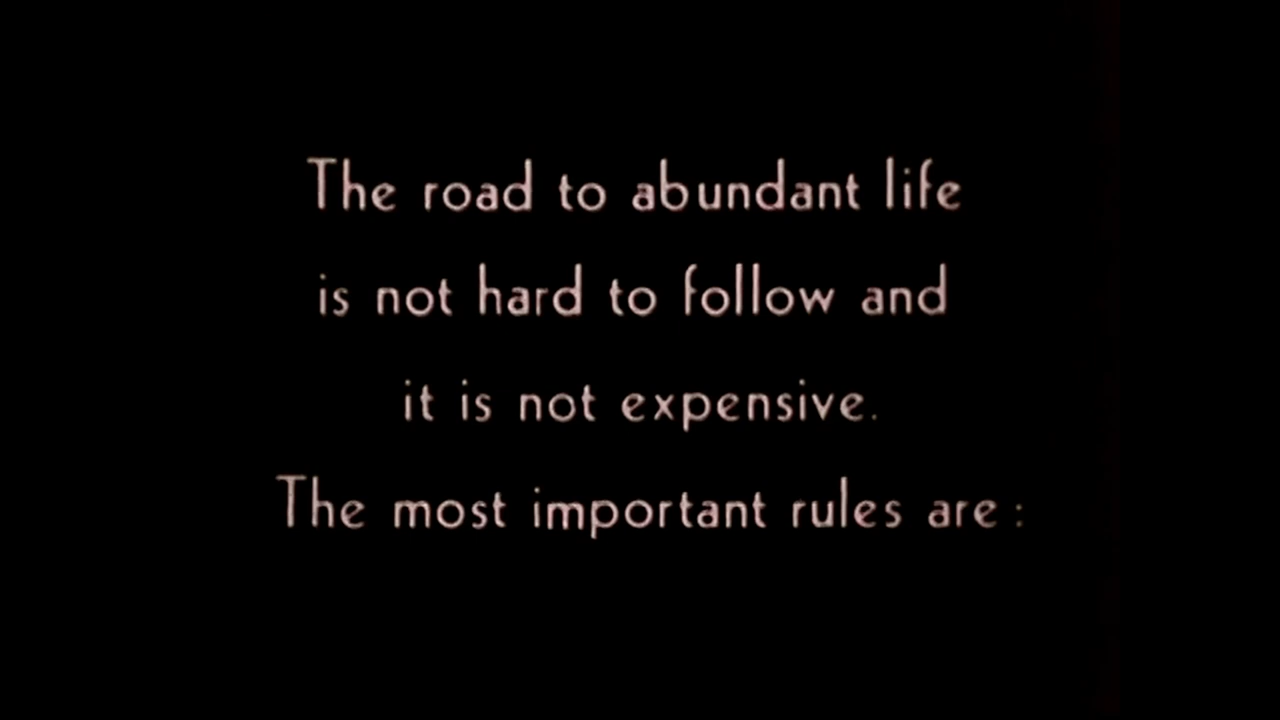 The road to abundant life
is not hard to follow and
it is not expensive.
The most important rules are :